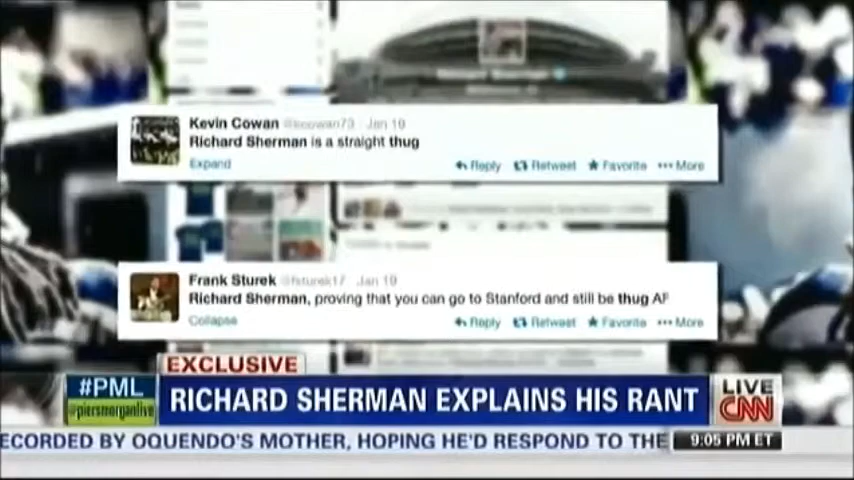 Kevin Cowan @kcowan73 · Jan 19
Richard Sherman is a straight thug
Expand
Reply Retweet Favorite More
Frank Sturek @fsturek17 · Jan 19
Richard Sherman, proving that you can go to Stanford and still be thug AF
Collapse
Reply Retweet Favorite More
EXCLUSIVE
#PML
@piersmorganlive
RICHARD SHERMAN EXPLAINS HIS RANT
LIVE
CNN
ECORDED BY OQUENDO'S MOTHER, HOPING HE'D RESPOND TO THE
9:05 PM ET